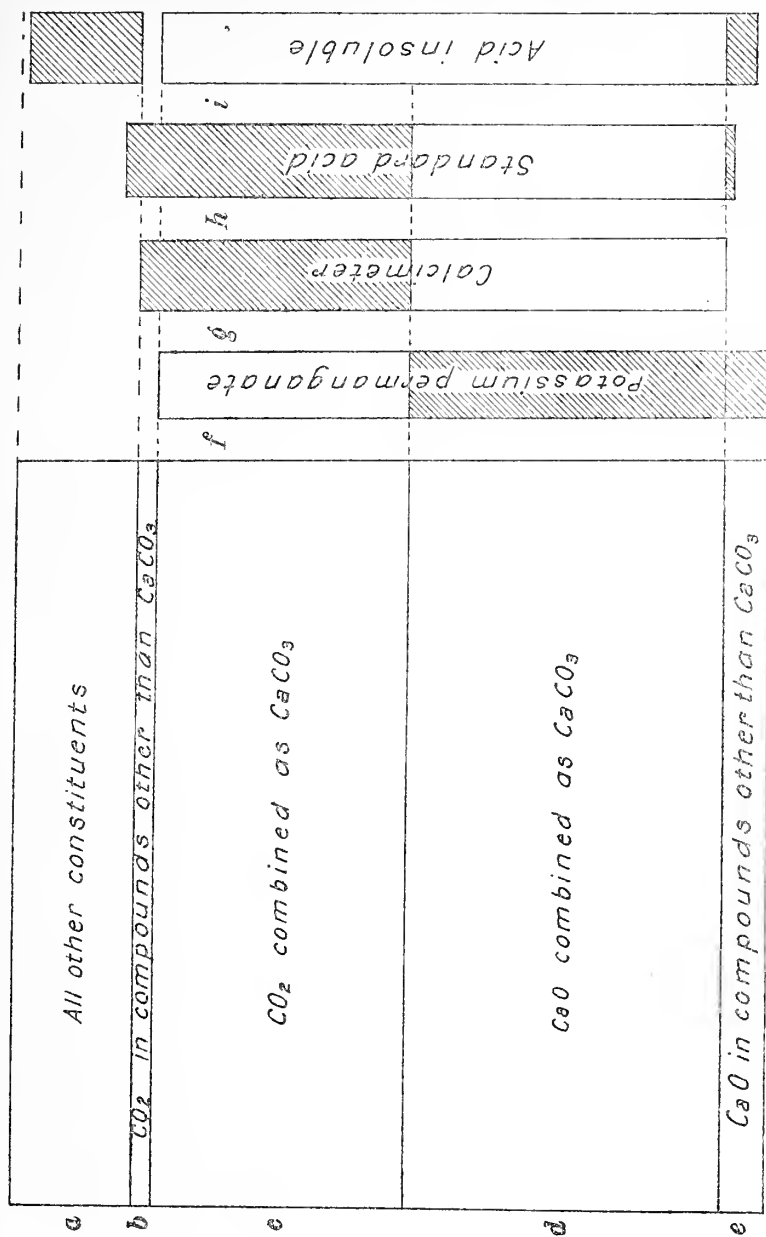 a
All other constituents
b
CO₂ in compounds other than CaCO₃
c
CO₂ combined as CaCO₃
d
CaO combined as CaCO₃
e
CaO in compounds other than CaCO₃
f
Potassium permanganate
g
Calcimeter
h
Standard acid
i
Acid insoluble